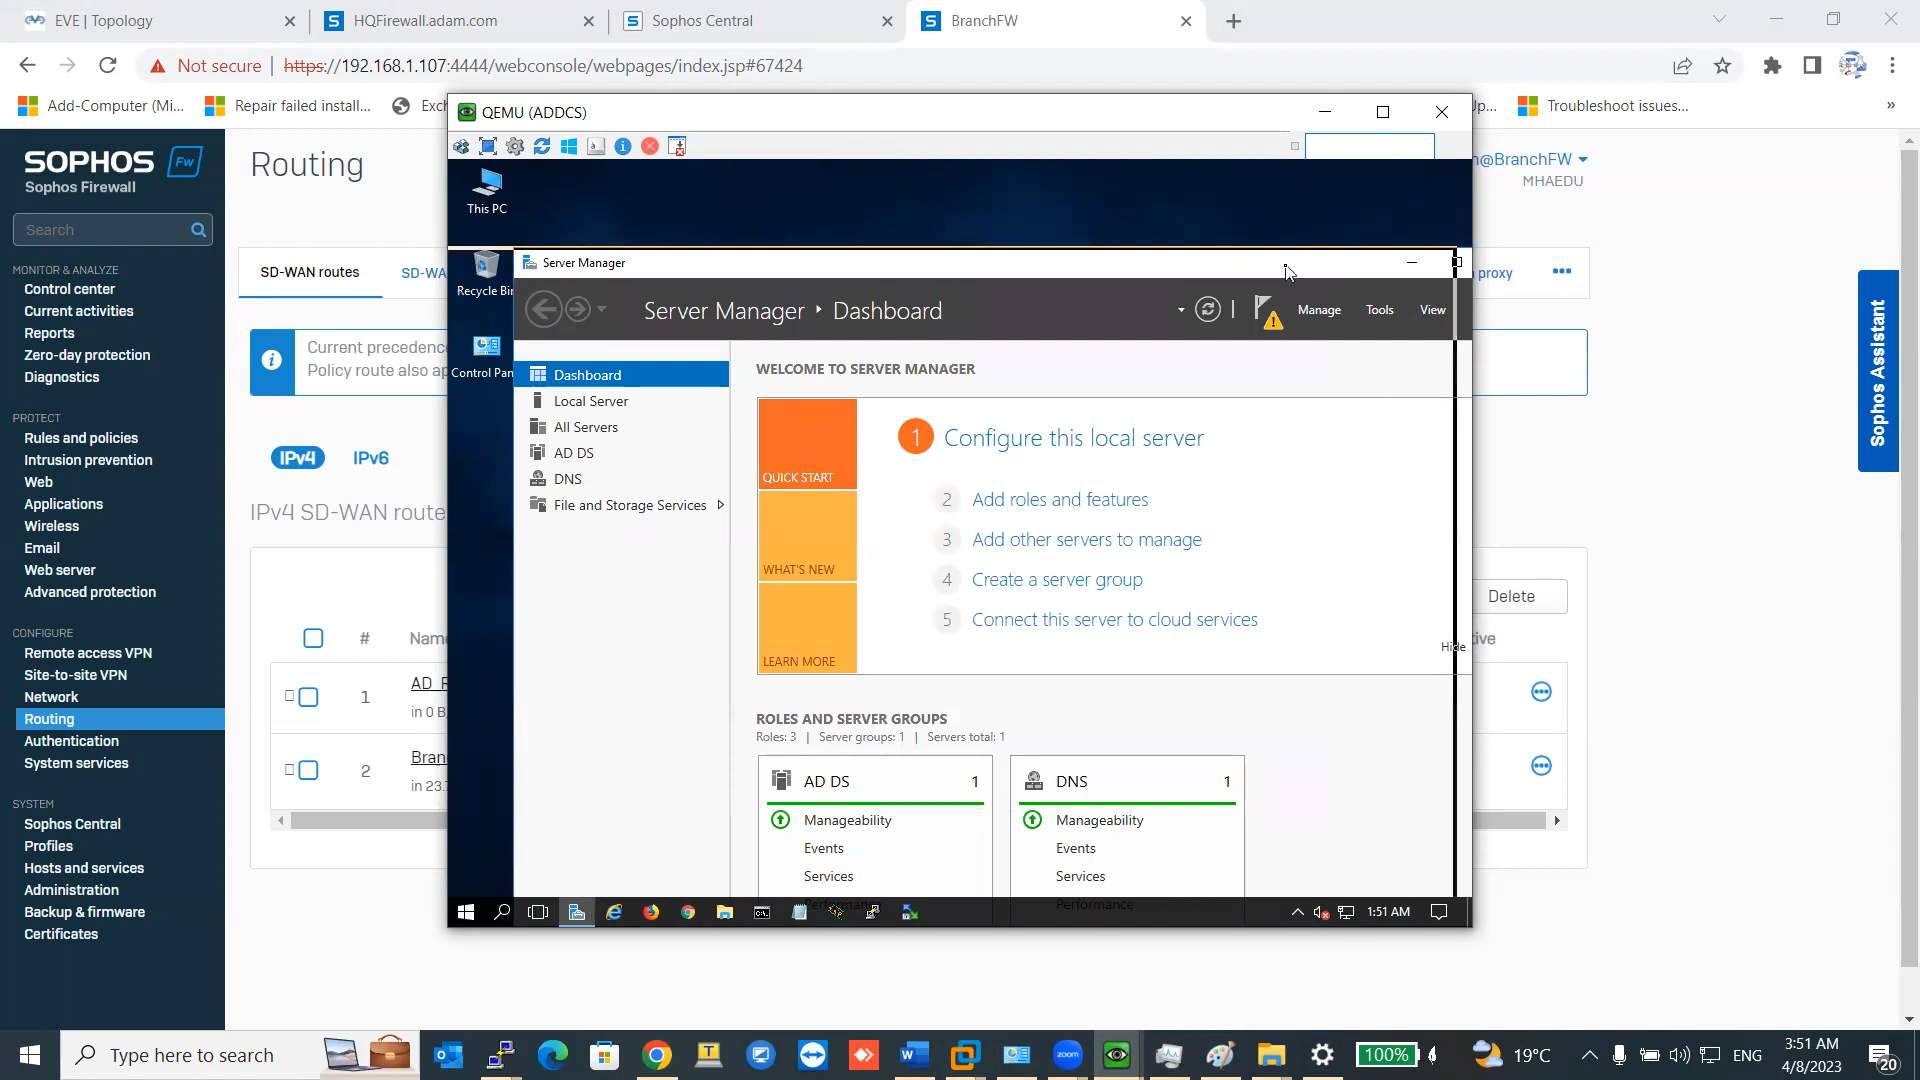 EVE | Topology
HQFirewall.adam.com
Sophos Central
BranchFW
Not secure | https://192.168.1.107:4444/webconsole/webpages/index.jsp#67424
Add-Computer (Mi...
Repair failed install...
Troubleshoot issues...
»
QEMU (ADDCS)
SOPHOS Fw
Sophos Firewall
Search
MONITOR & ANALYZE
Control center
Current activities
Reports
Zero-day protection
Diagnostics
PROTECT
Rules and policies
Intrusion prevention
Web
Applications
Wireless
Email
Web server
Advanced protection
CONFIGURE
Remote access VPN
Site-to-site VPN
Network
Routing
Authentication
System services
SYSTEM
Sophos Central
Profiles
Hosts and services
Administration
Backup & firmware
Certificates
Routing
@BranchFW
MHAEDU
SD-WAN routes
SD-WA
proxy
Current precedenc
Policy route also ap
IPv4
IPv6
IPv4 SD-WAN route
Delete
#
Nam
1
AD
in 0 B
2
Bran
in 23.
Sophos Assistant
This PC
Recycle Bin
Control Pan
Server Manager
Server Manager ▸ Dashboard
Manage
Tools
View
Dashboard
Local Server
All Servers
AD DS
DNS
File and Storage Services
WELCOME TO SERVER MANAGER
QUICK START
WHAT'S NEW
LEARN MORE
1 Configure this local server
2 Add roles and features
3 Add other servers to manage
4 Create a server group
5 Connect this server to cloud services
Hide
ROLES AND SERVER GROUPS
Roles: 3 | Server groups: 1 | Servers total: 1
AD DS 1
Manageability
Events
Services
Performance
DNS 1
Manageability
Events
Services
Performance
1:51 AM
Type here to search
100%
19°C
ENG
3:51 AM
4/8/2023
20